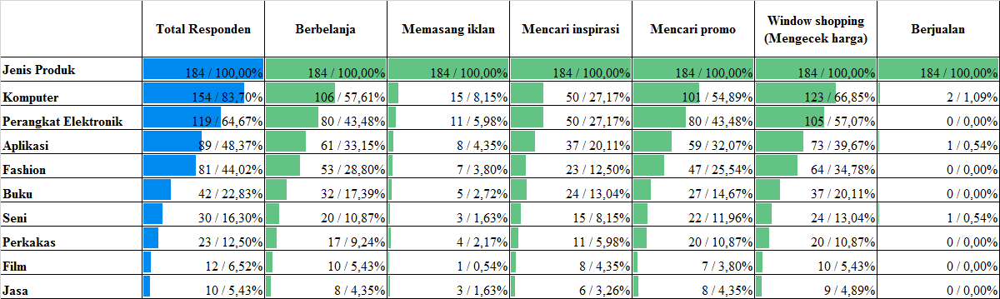 Total Responden Berbelanja Memasang iklan Mencari inspirasi Mencari promo Window shopping (Mengecek harga) Berjualan
Jenis Produk 184 / 100,00% 184 / 100,00% 184 / 100,00% 184 / 100,00% 184 / 100,00% 184 / 100,00% 184 / 100,00%
Komputer 154 / 83,70% 106 / 57,61% 15 / 8,15% 50 / 27,17% 101 / 54,89% 123 / 66,85% 2 / 1,09%
Perangkat Elektronik 119 / 64,67% 80 / 43,48% 11 / 5,98% 50 / 27,17% 80 / 43,48% 105 / 57,07% 0 / 0,00%
Aplikasi 89 / 48,37% 61 / 33,15% 8 / 4,35% 37 / 20,11% 59 / 32,07% 73 / 39,67% 1 / 0,54%
Fashion 81 / 44,02% 53 / 28,80% 7 / 3,80% 23 / 12,50% 47 / 25,54% 64 / 34,78% 0 / 0,00%
Buku 42 / 22,83% 32 / 17,39% 5 / 2,72% 24 / 13,04% 27 / 14,67% 37 / 20,11% 0 / 0,00%
Seni 30 / 16,30% 20 / 10,87% 3 / 1,63% 15 / 8,15% 22 / 11,96% 24 / 13,04% 1 / 0,54%
Perkakas 23 / 12,50% 17 / 9,24% 4 / 2,17% 11 / 5,98% 20 / 10,87% 20 / 10,87% 0 / 0,00%
Film 12 / 6,52% 10 / 5,43% 1 / 0,54% 8 / 4,35% 7 / 3,80% 10 / 5,43% 0 / 0,00%
Jasa 10 / 5,43% 8 / 4,35% 3 / 1,63% 6 / 3,26% 8 / 4,35% 9 / 4,89% 0 / 0,00%